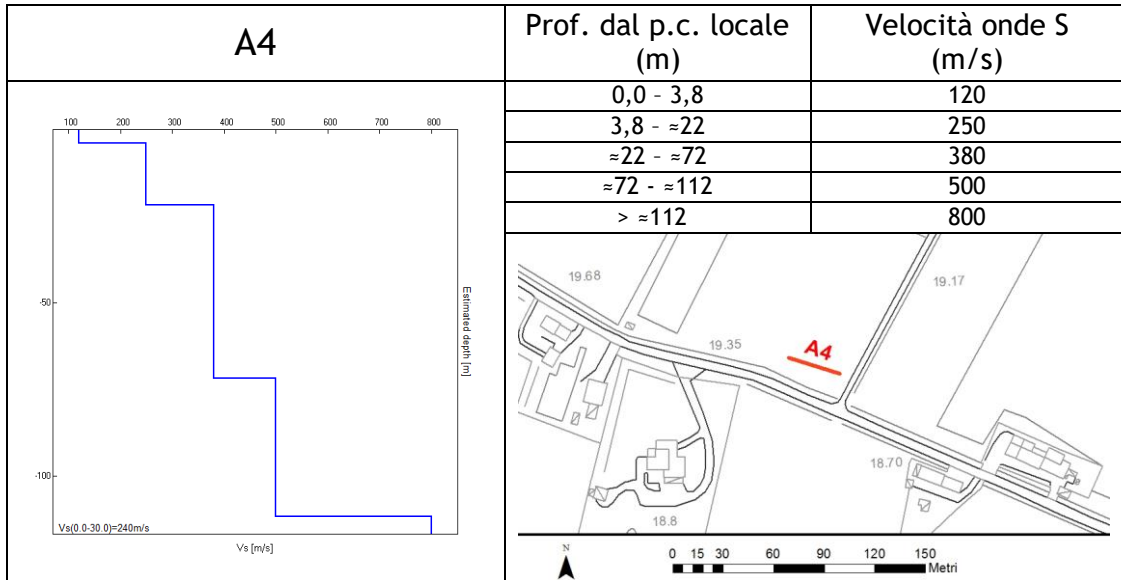 A4
Prof. dal p.c. locale
(m)
Velocità onde S
(m/s)
0,0 – 3,8 120
3,8 – ≈22 250
≈22 – ≈72 380
≈72 - ≈112 500
> ≈112 800
100 200 300 400 500 600 700 800
-50
-100
Estimated depth [m]
Vs(0.0-30.0)=240m/s
Vs [m/s]
19.68
19.17
19.35
A4
18.70
18.8
N
0 15 30 60 90 120 150
Metri